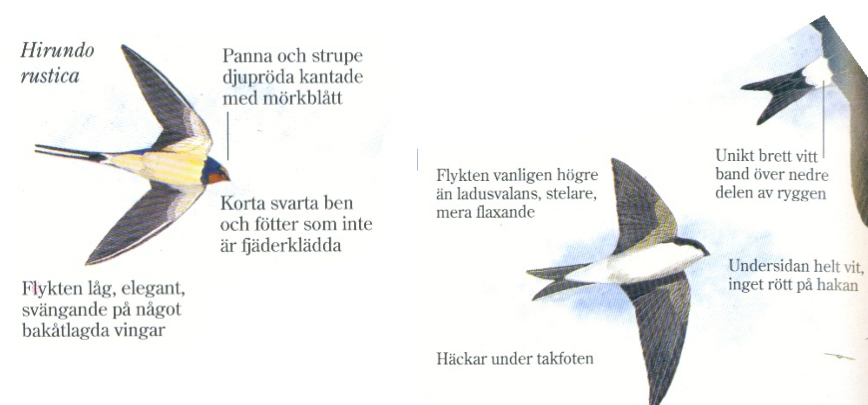 Hirundo
rustica
Panna och strupe
djupröda kantade
med mörkblått
Korta svarta ben
och fötter som inte
är fjäderklädda
Flykten låg, elegant,
svängande på något
bakåtlagda vingar
Unikt brett vitt
band över nedre
delen av ryggen
Flykten vanligen högre
än ladusvalans, stelare,
mera flaxande
Undersidan helt vit,
inget rött på hakan
Häckar under takfoten